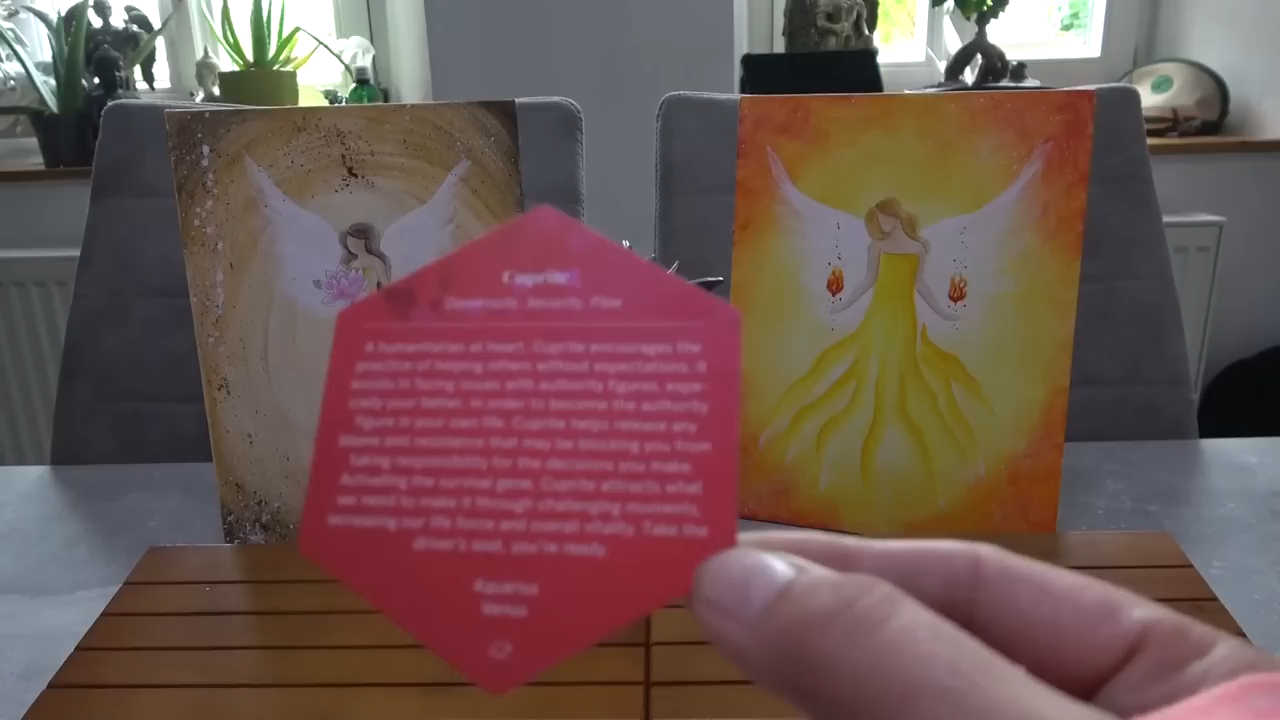 Cuprite
Security, Flow
A humanitarian at heart, Cuprite encourages the
practice of helping others without expectations. It
assists in facing issues with authority figures, espe-
cially your father, in order to become the authority
figure in your own life. Cuprite helps relieve any
blame and resistance that may be blocking you from
taking responsibility for the decisions you make.
Activating the survival gene, Cuprite attracts what
we need to make it through challenging moments,
increasing our life force and overall vitality. Take the
driver's seat, you're ready.
Aquarius
Venus